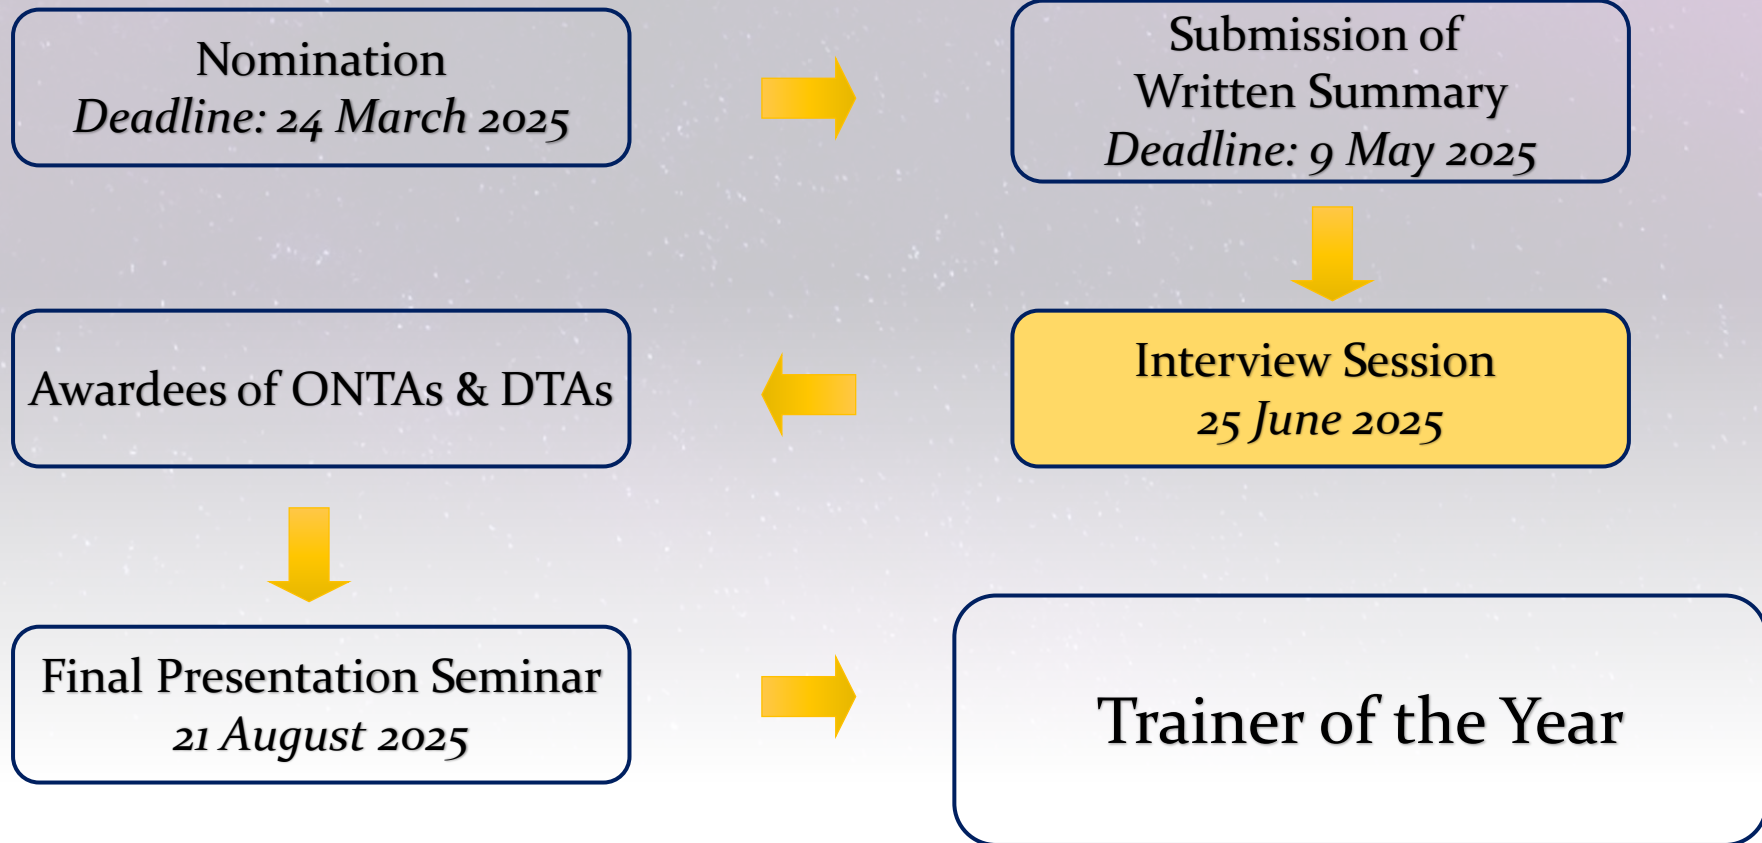 Nomination
Deadline: 24 March 2025
Submission of
Written Summary
Deadline: 9 May 2025
Interview Session
25 June 2025
Awardees of ONTAs & DTAs
Final Presentation Seminar
21 August 2025
Trainer of the Year